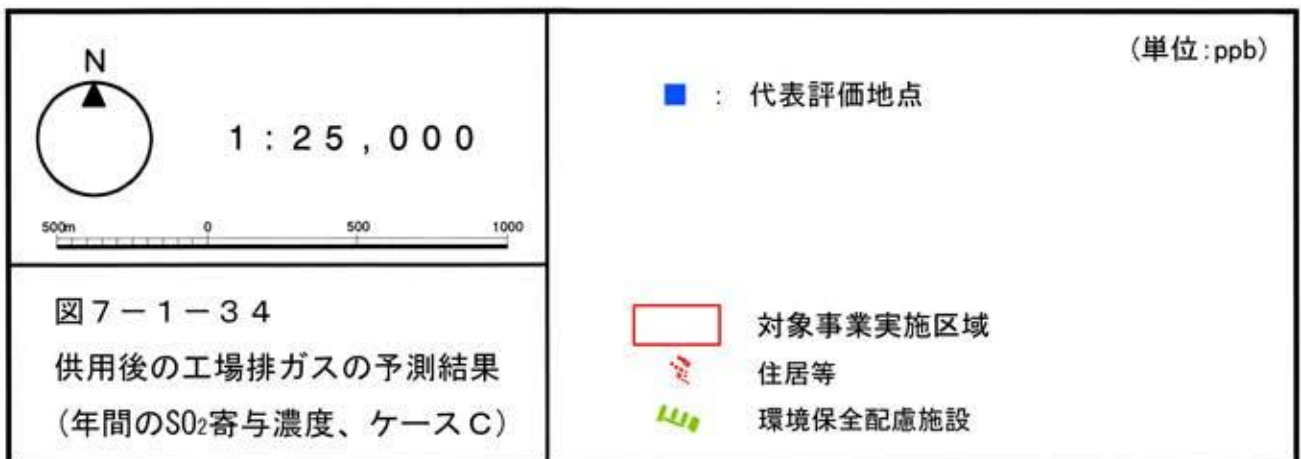 N
1:25,000
500m 0 500 1000
図7-1-34
供用後の工場排ガスの予測結果
(年間のSO₂寄与濃度、ケースC)
(単位:ppb)
: 代表評価地点
対象事業実施区域
住居等
環境保全配慮施設